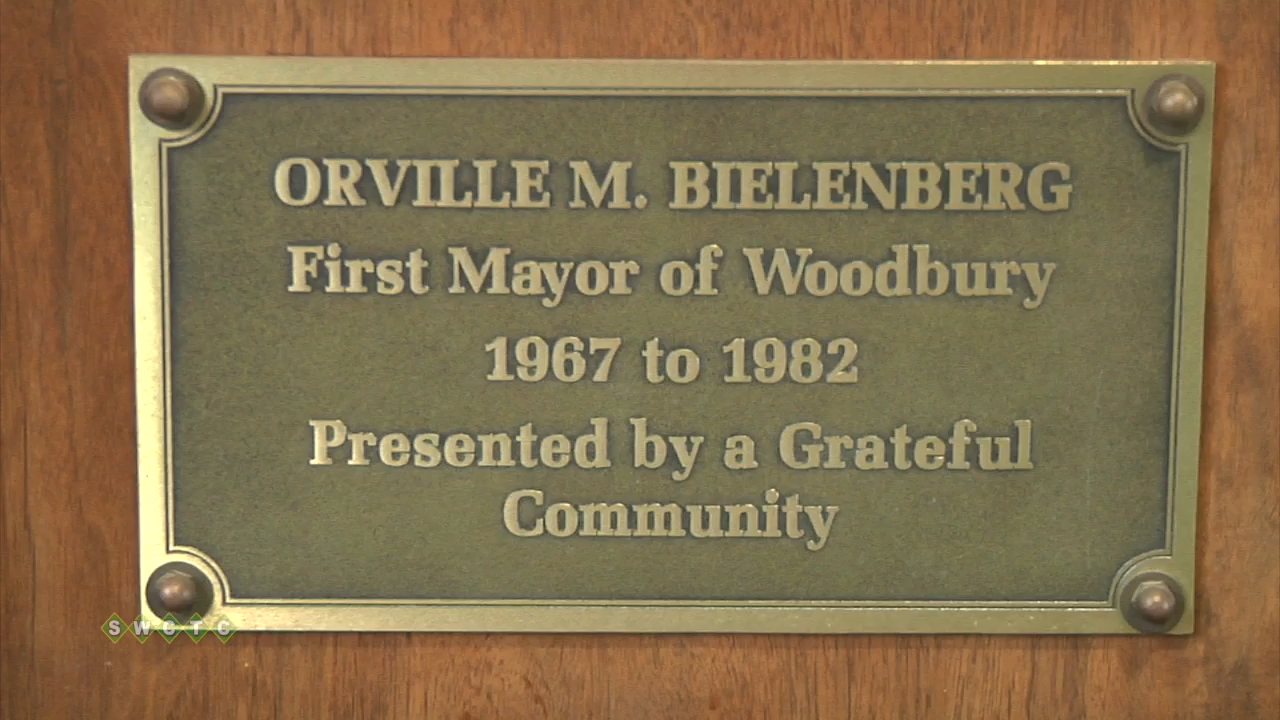 ORVILLE M. BIELENBERG
First Mayor of Woodbury
1967 to 1982
Presented by a Grateful
Community
SWCTC